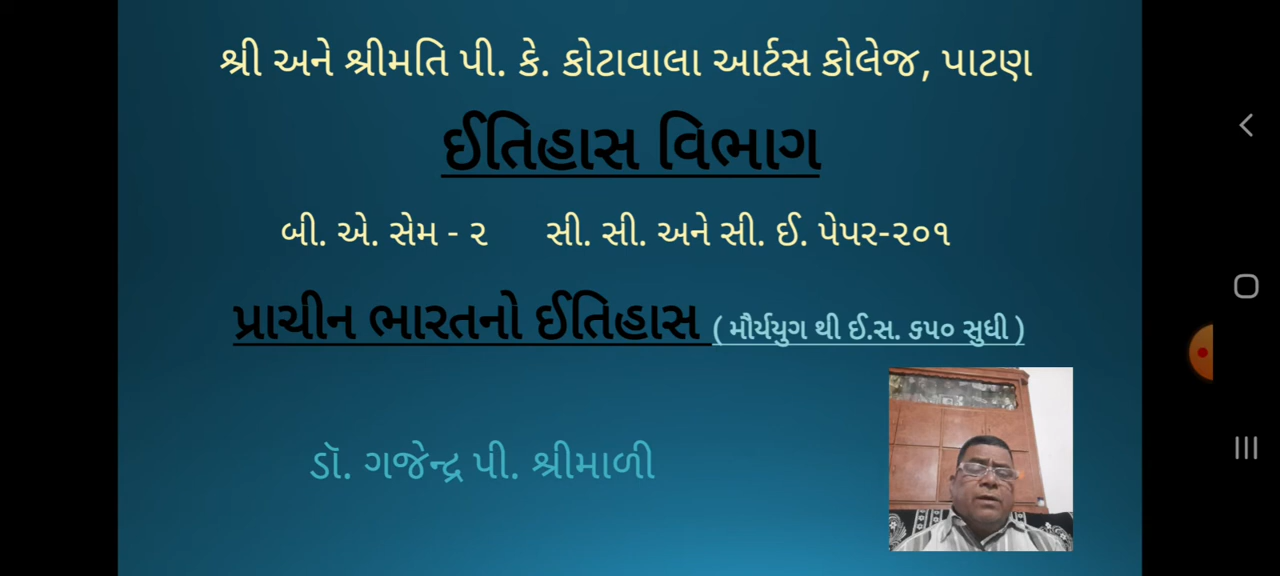 શ્રી અને શ્રીમતિ પી. કે. કોટાવાલા આર્ટસ કોલેજ, પાટણ
ઈતિહાસ વિભાગ
બી. એ. સેમ - ૨ સી. સી. અને સી. ઈ. પેપર-૨૦૧
પ્રાચીન ભારતનો ઈતિહાસ ( મૌર્યયુગ થી ઈ.સ. ૬૫૦ સુધી )
ડૉ. ગજેન્દ્ર પી. શ્રીમાળી